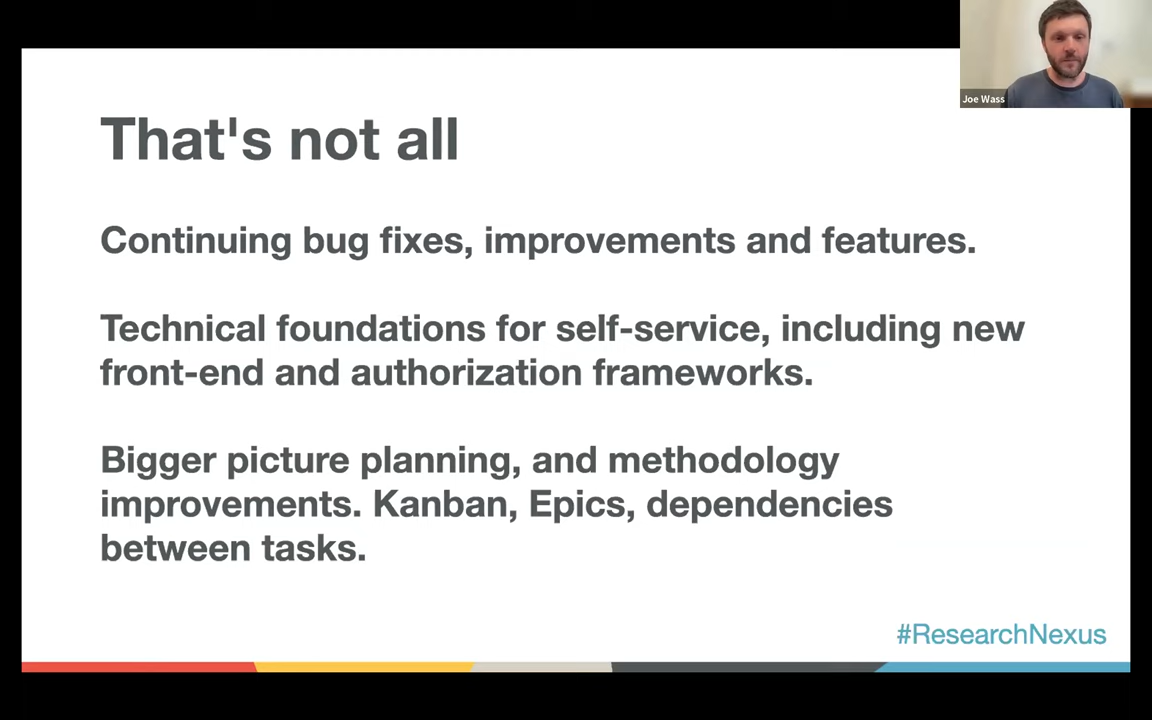 Joe Wass
That's not all
Continuing bug fixes, improvements and features.
Technical foundations for self-service, including new
front-end and authorization frameworks.
Bigger picture planning, and methodology
improvements. Kanban, Epics, dependencies
between tasks.
#ResearchNexus